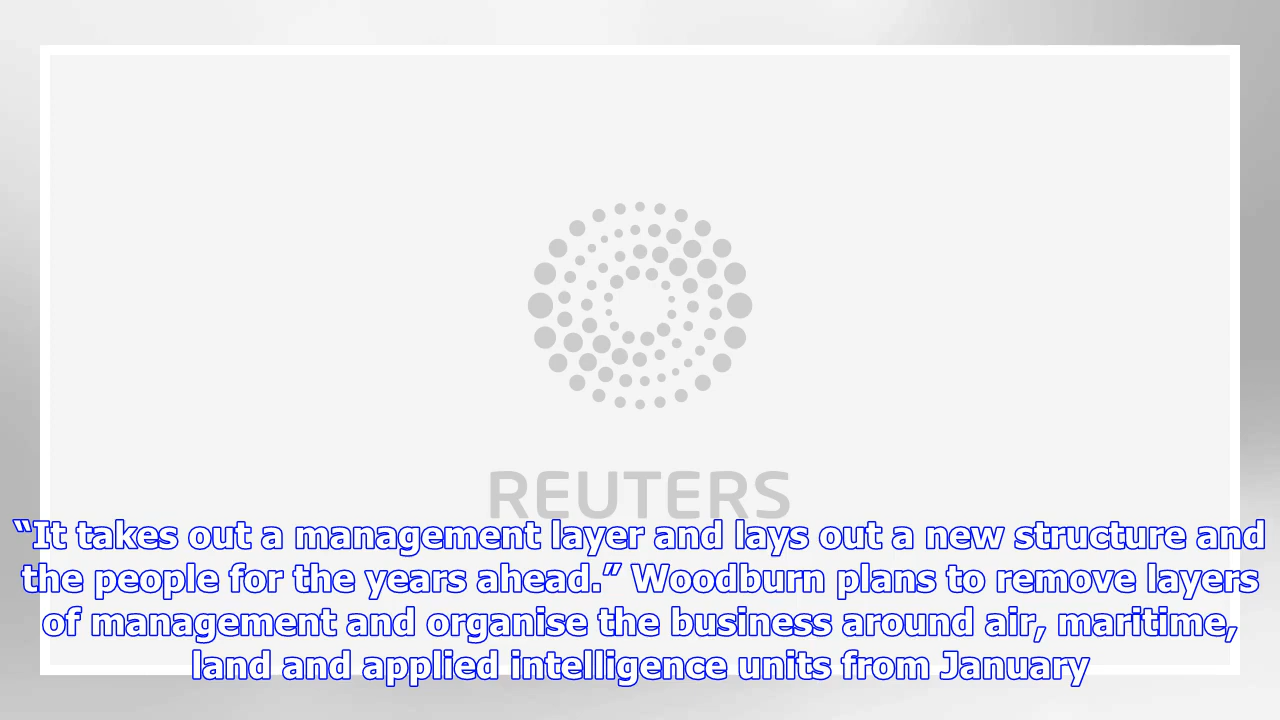 REUTERS
“It takes out a management layer and lays out a new structure and
the people for the years ahead.” Woodburn plans to remove layers
of management and organise the business around air, maritime,
land and applied intelligence units from January